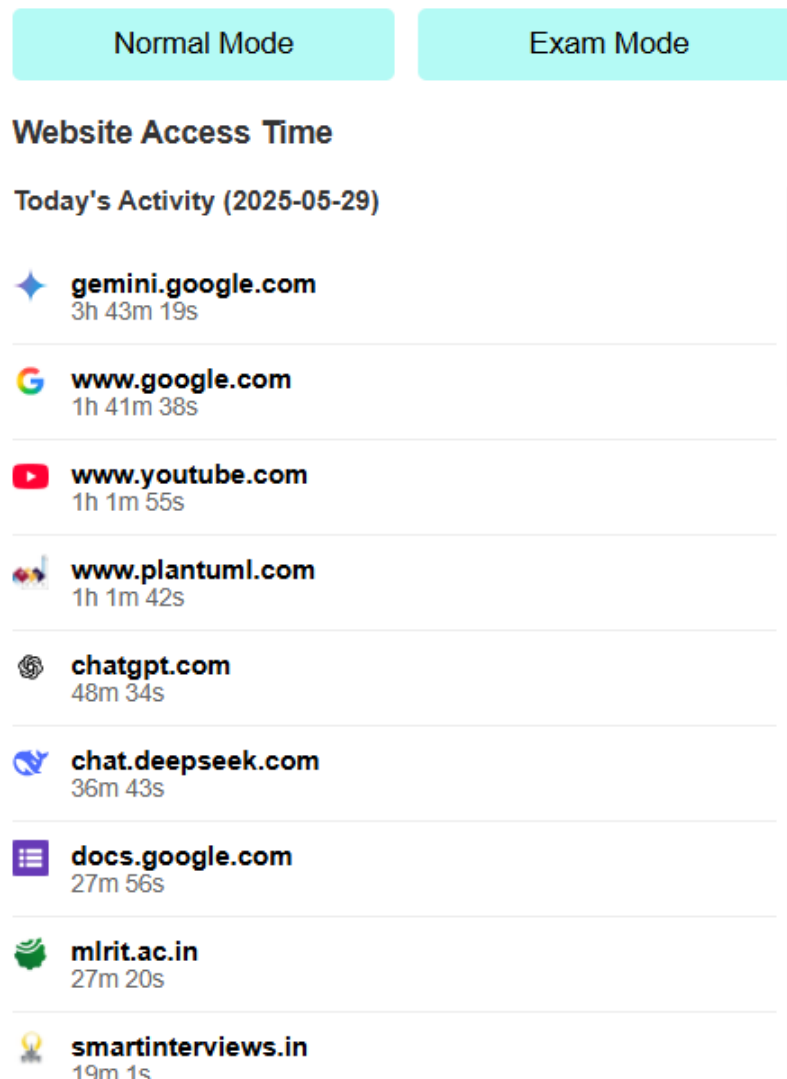 Normal Mode
Exam Mode
Website Access Time
Today's Activity (2025-05-29)
gemini.google.com
3h 43m 19s
www.google.com
1h 41m 38s
www.youtube.com
1h 1m 55s
www.plantuml.com
1h 1m 42s
chatgpt.com
48m 34s
chat.deepseek.com
36m 43s
docs.google.com
27m 56s
mlrit.ac.in
27m 20s
smartinterviews.in
19m 1s